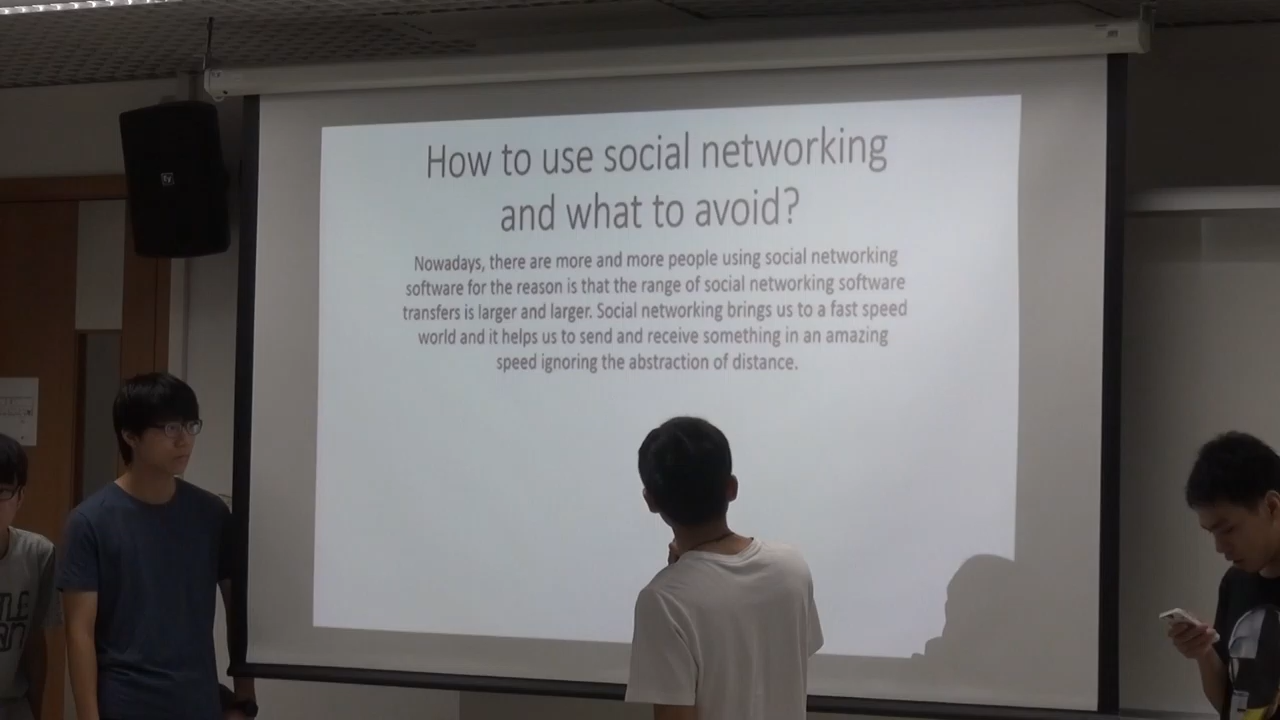 How to use social networking
and what to avoid?
Nowadays, there are more and more people using social networking
software for the reason is that the range of social networking software
transfers is larger and larger. Social networking brings us to a fast speed
world and it helps us to send and receive something in an amazing
speed ignoring the abstraction of distance.